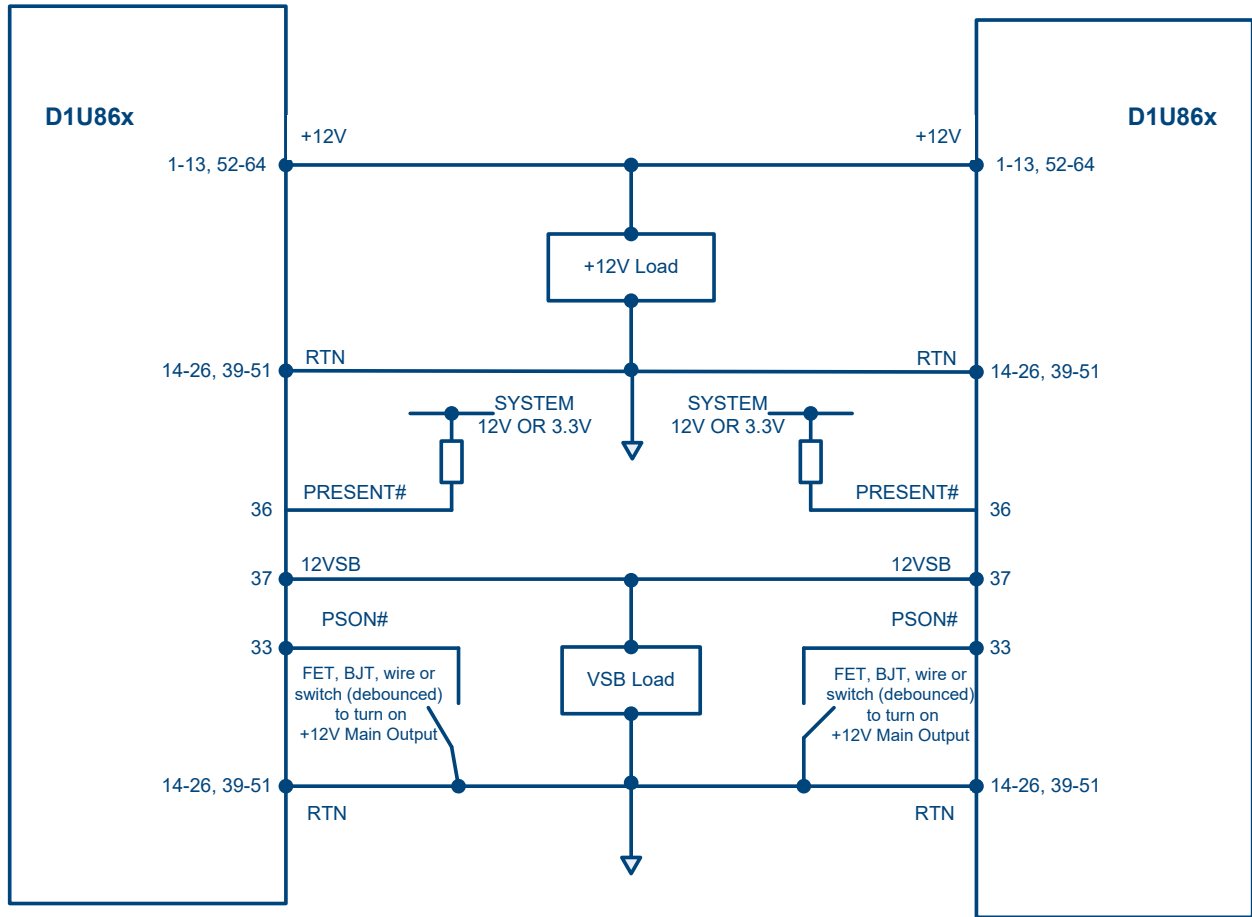 D1U86x
D1U86x
+12V
+12V
1-13, 52-64
1-13, 52-64
+12V Load
RTN
RTN
14-26, 39-51
14-26, 39-51
SYSTEM
12V OR 3.3V
SYSTEM
12V OR 3.3V
PRESENT#
PRESENT#
36
36
12VSB
12VSB
37
37
PSON#
PSON#
33
33
FET, BJT, wire or
switch (debounced)
to turn on
+12V Main Output
VSB Load
FET, BJT, wire or
switch (debounced)
to turn on
+12V Main Output
14-26, 39-51
14-26, 39-51
RTN
RTN